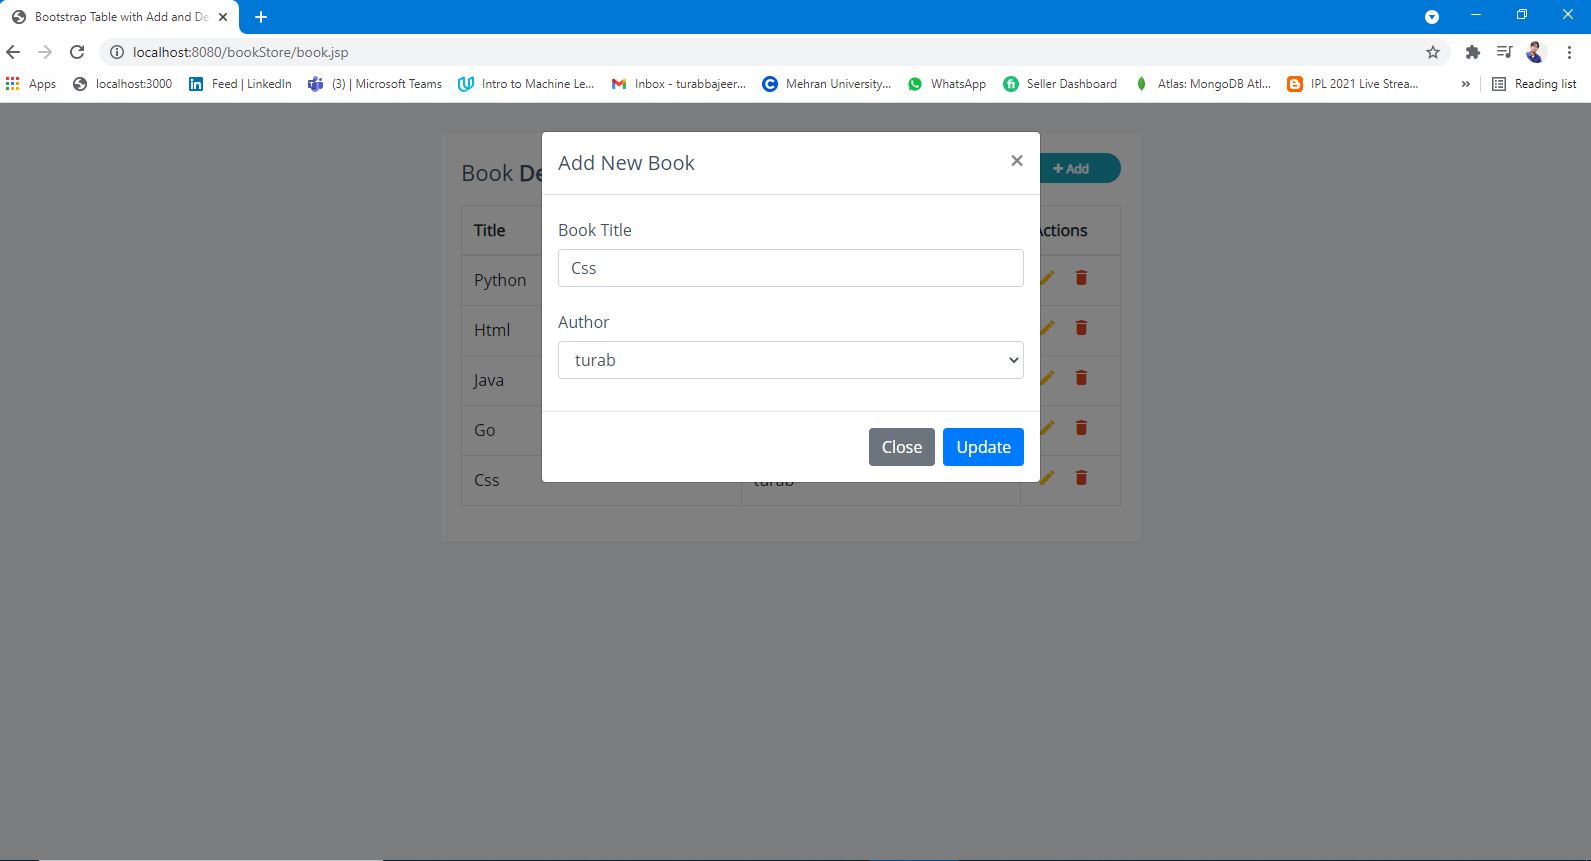 Bootstrap Table with Add and De
localhost:8080/bookStore/book.jsp
Apps localhost:3000 Feed | LinkedIn (3) | Microsoft Teams Intro to Machine Le... Inbox - turabbajeer... Mehran University... WhatsApp Seller Dashboard Atlas: MongoDB Atl... IPL 2021 Live Strea... » Reading list
Book De
Add New Book ×
+ Add
Title
Actions
Book Title
Css
Python
Html
Author
turab
Java
Go
Close Update
Css
turab